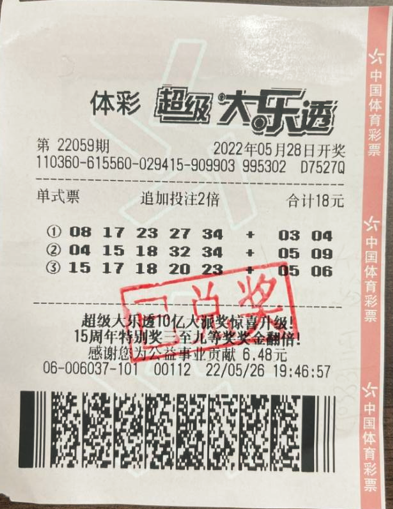 体彩 超级大乐透
第 22059期 2022年05月28日开奖
110360-615560-029415-909903 995302 D7527Q
单式票 追加投注2倍 合计18元
① 08 17 23 27 34 + 03 04
② 04 15 18 32 34 + 05 09
③ 15 17 18 20 23 + 05 06
已兑奖
超级大乐透10亿大派奖惊喜升级!
15周年特别奖三至九等奖奖金翻倍!
感谢您为公益事业贡献 6.48元
06-006037-101 00112 22/05/26 19:46:57
中国体育彩票
中国体育彩票
中国体育彩票